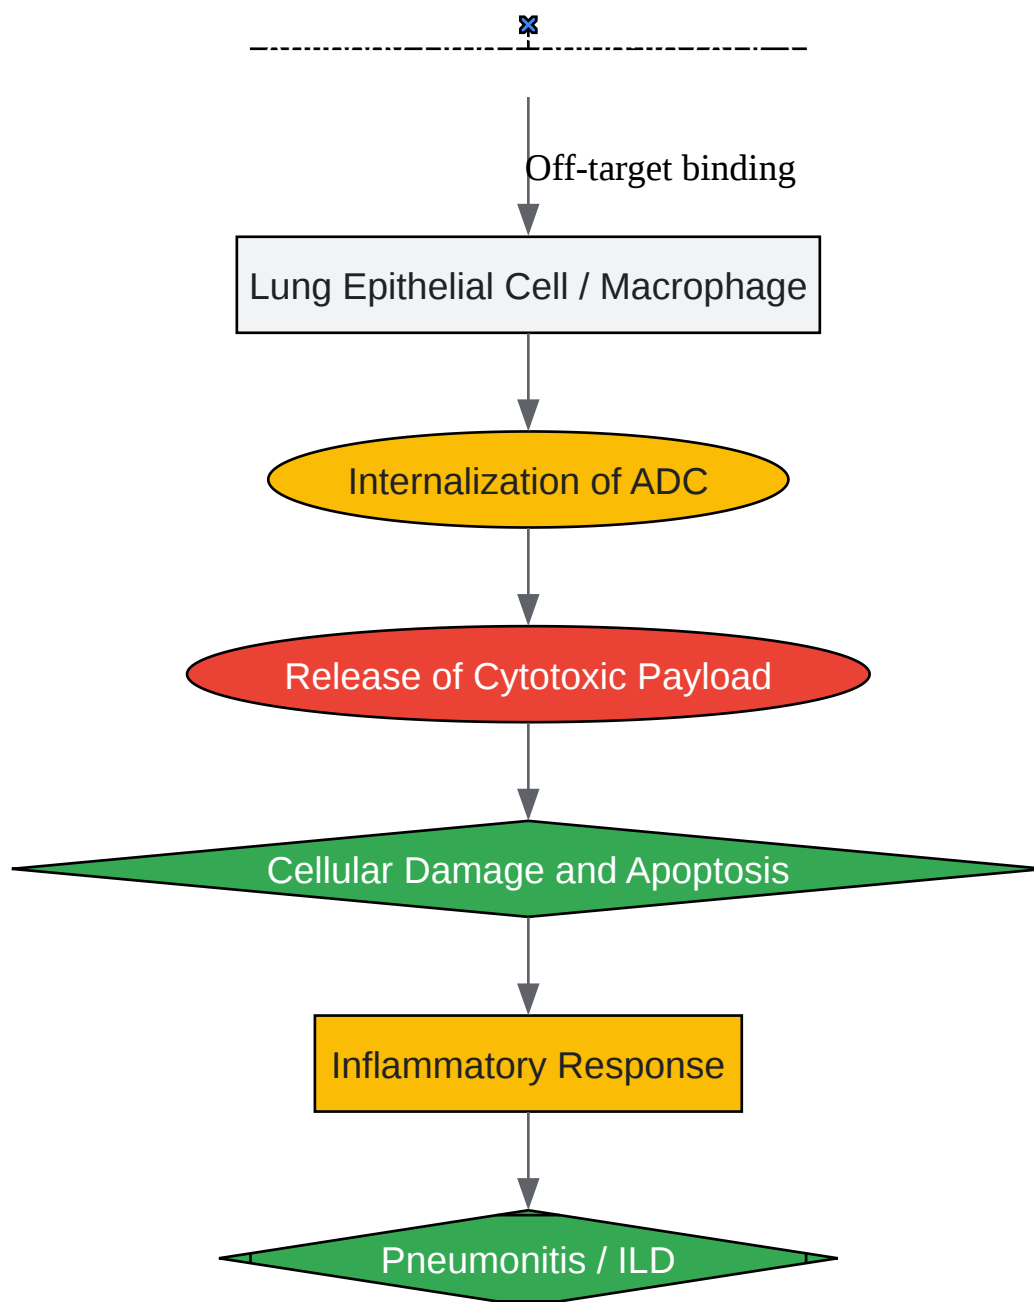 Off-target binding
Lung Epithelial Cell / Macrophage
Internalization of ADC
Release of Cytotoxic Payload
Cellular Damage and Apoptosis
Inflammatory Response
Pneumonitis / ILD